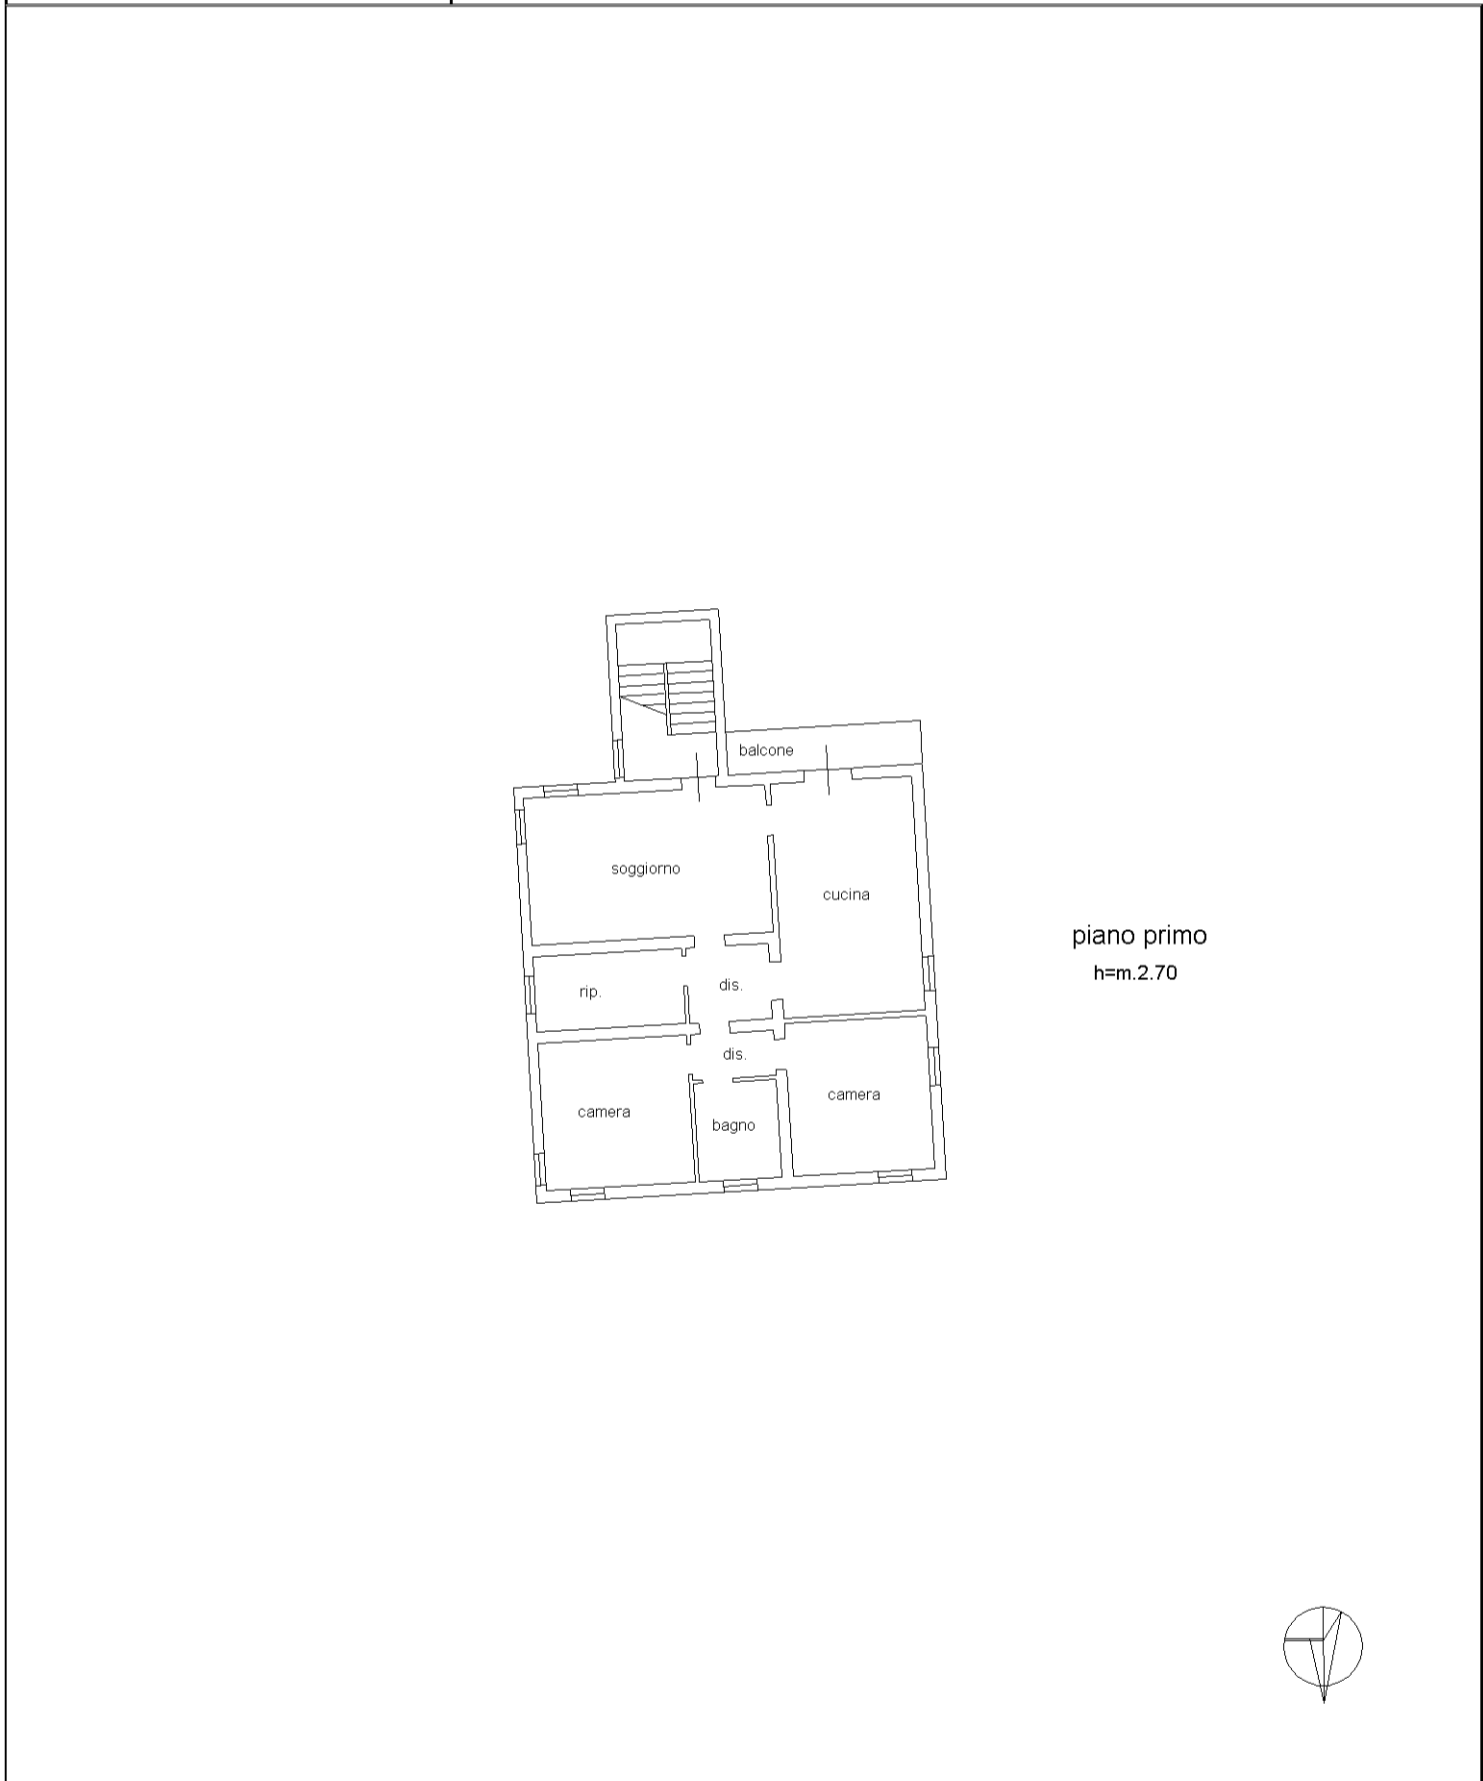 balcone
soggiorno
cucina
piano primo
h=m.2.70
rip.
dis.
dis.
camera
camera
bagno